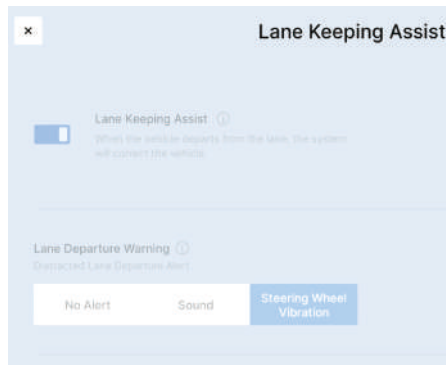 ×
Lane Keeping Assist
Lane Keeping Assist ⓘ
When the vehicle departs from the lane, the system
will correct the vehicle.
Lane Departure Warning ⓘ
Distracted Lane Departure Alert
No Alert
Sound
Steering Wheel
Vibration